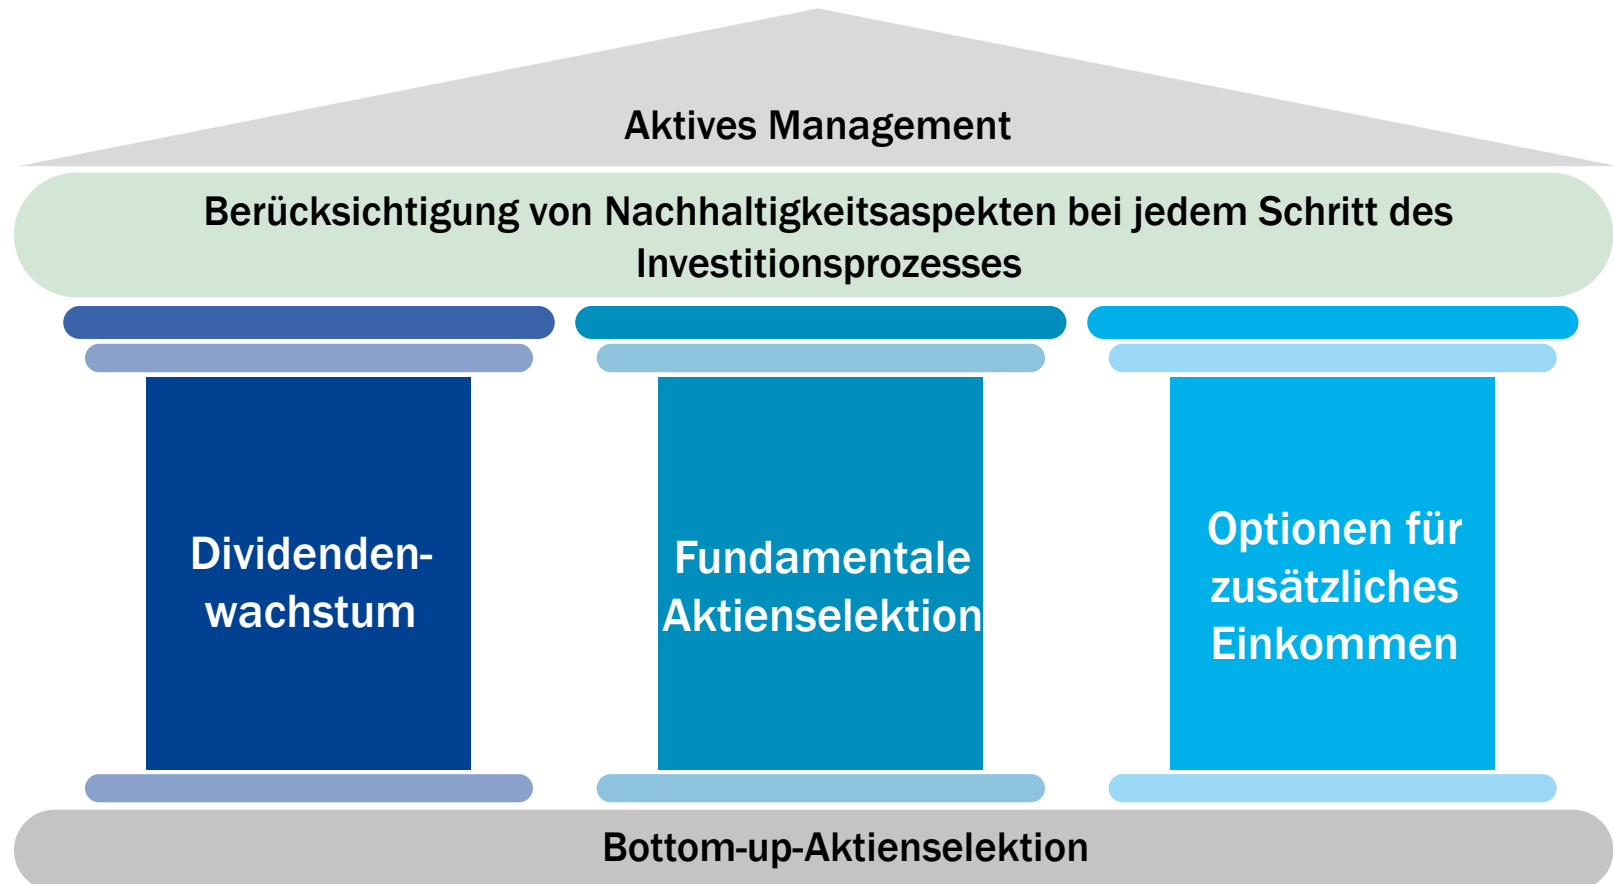 Aktives Management
Berücksichtigung von Nachhaltigkeitsaspekten bei jedem Schritt des
Investitionsprozesses
Dividenden-
wachstum
Fundamentale
Aktienselektion
Optionen für
zusätzliches
Einkommen
Bottom-up-Aktienselektion